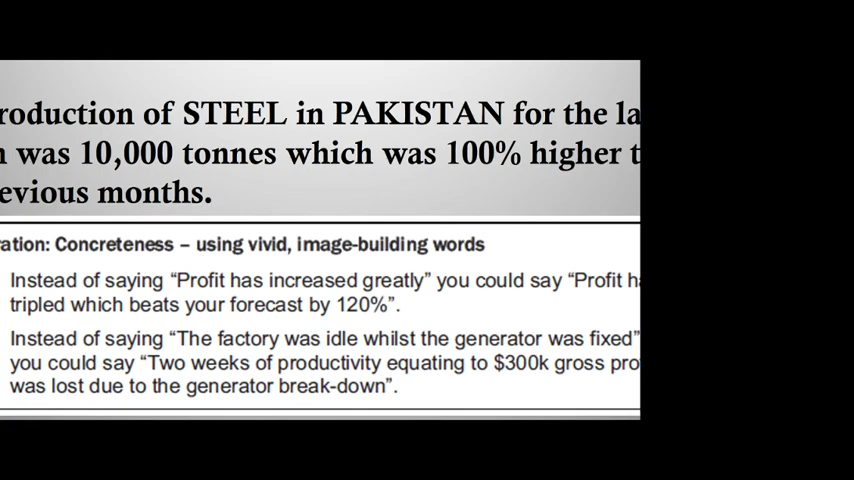 roduction of STEEL in PAKISTAN for the la
was 10,000 tonnes which was 100% higher t
evious months.
ation: Concreteness – using vivid, image-building words
Instead of saying “Profit has increased greatly” you could say “Profit h
tripled which beats your forecast by 120%”.
Instead of saying “The factory was idle whilst the generator was fixed”
you could say “Two weeks of productivity equating to $300k gross pro
was lost due to the generator break-down”.